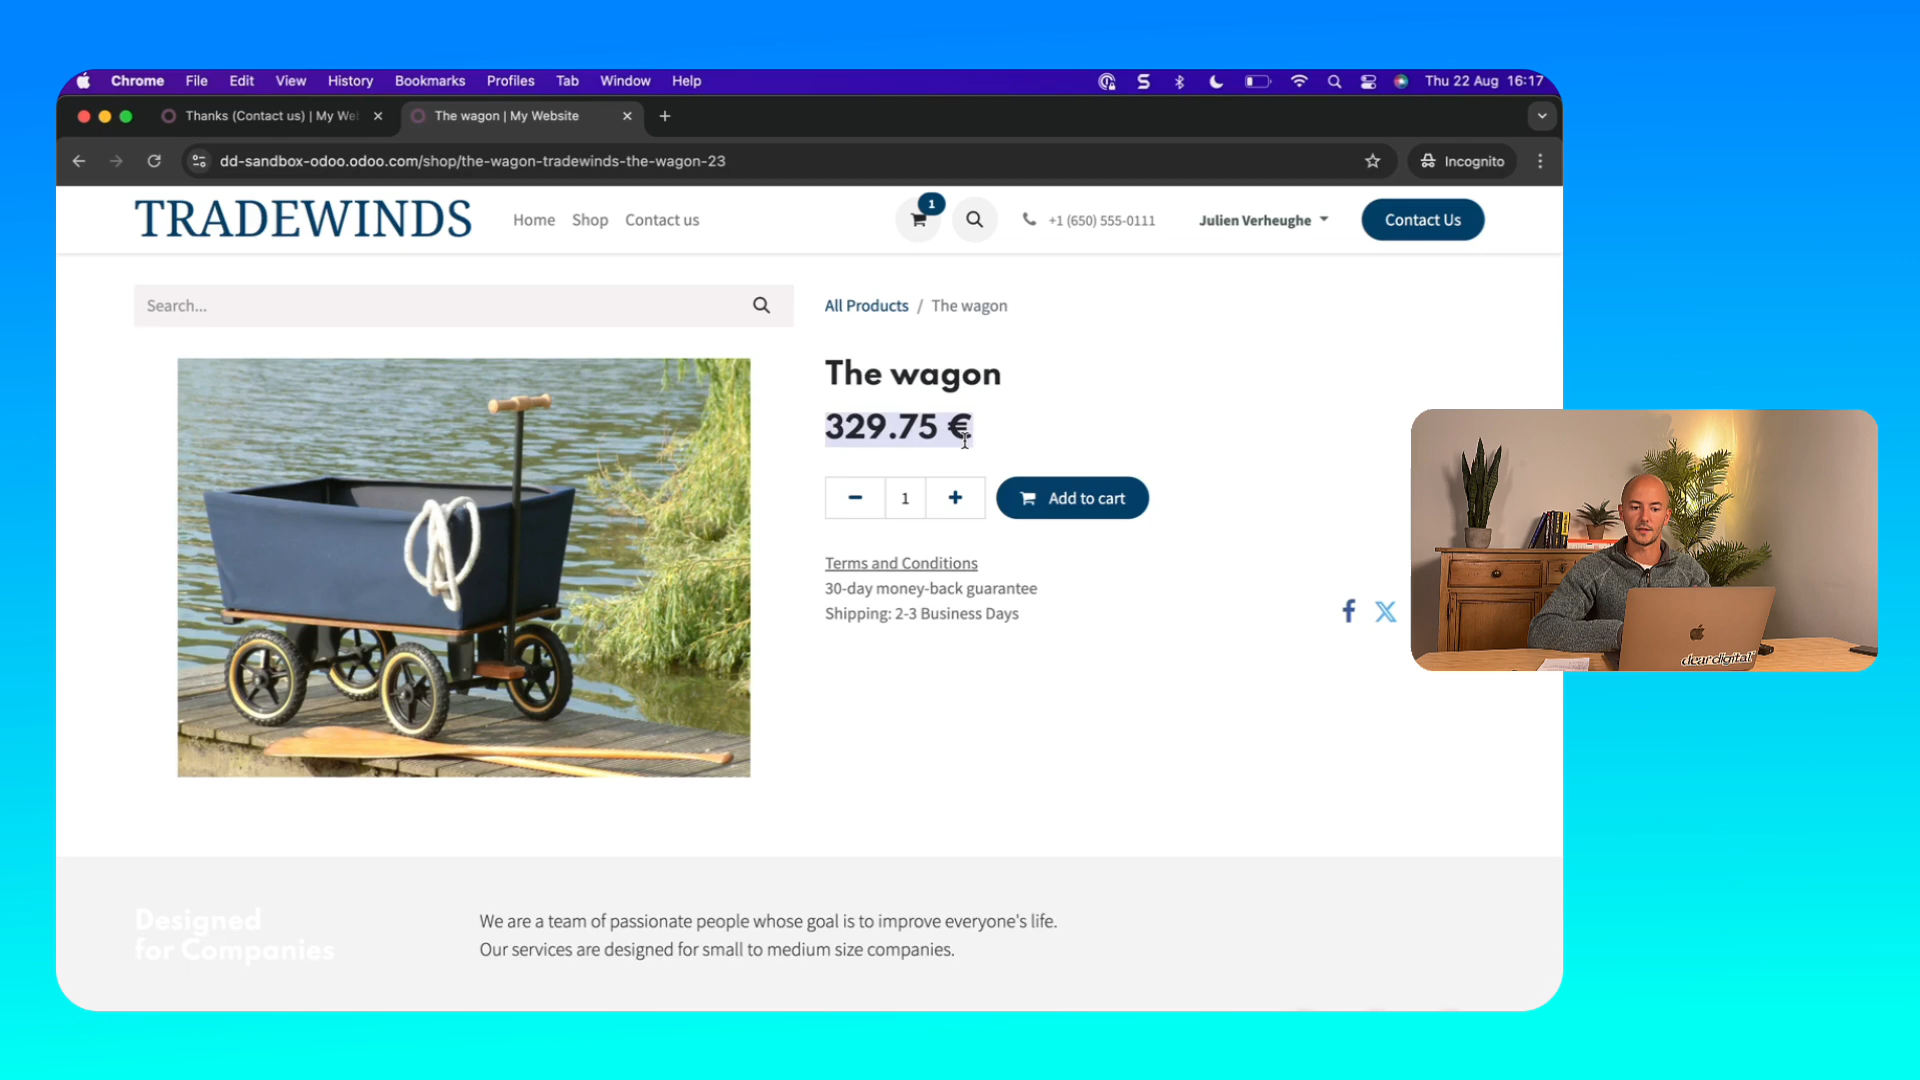 Chrome File Edit View History Bookmarks Profiles Tab Window Help Thu 22 Aug 16:17
Thanks (Contact us) | My We
The wagon | My Website
dd-sandbox-odoo.odoo.com/shop/the-wagon-tradewinds-the-wagon-23
Incognito
TRADEWINDS
Home Shop Contact us
1
+1 (650) 555-0111
Julien Verheughe
Contact Us
Search...
All Products / The wagon
The wagon
329.75 €
1
Add to cart
Terms and Conditions
30-day money-back guarantee
Shipping: 2-3 Business Days
cleardigital
Designed
for Companies
We are a team of passionate people whose goal is to improve everyone's life.
Our services are designed for small to medium size companies.